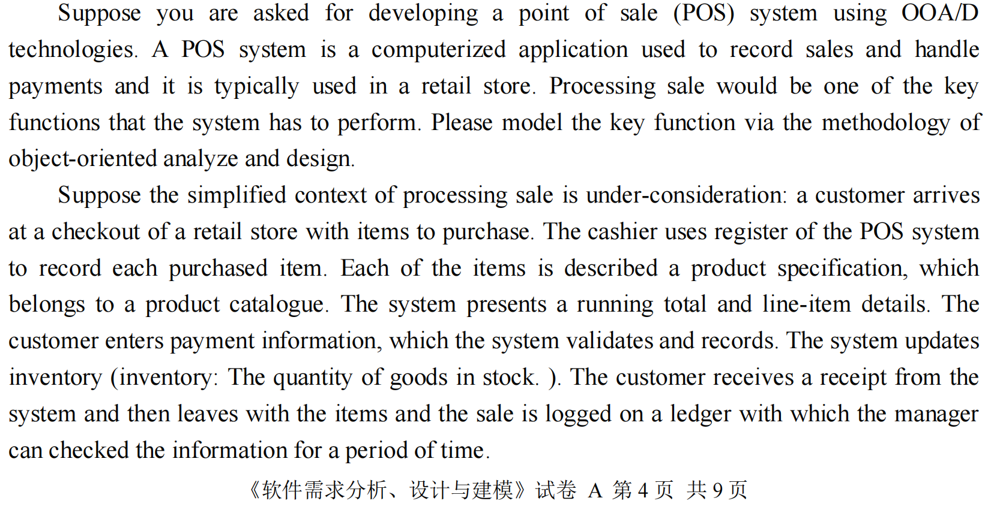 Suppose you are asked for developing a point of sale (POS) system using OOA/D
technologies. A POS system is a computerized application used to record sales and handle
payments and it is typically used in a retail store. Processing sale would be one of the key
functions that the system has to perform. Please model the key function via the methodology of
object-oriented analyze and design.
Suppose the simplified context of processing sale is under-consideration: a customer arrives
at a checkout of a retail store with items to purchase. The cashier uses register of the POS system
to record each purchased item. Each of the items is described a product specification, which
belongs to a product catalogue. The system presents a running total and line-item details. The
customer enters payment information, which the system validates and records. The system updates
inventory (inventory: The quantity of goods in stock. ). The customer receives a receipt from the
system and then leaves with the items and the sale is logged on a ledger with which the manager
can checked the information for a period of time.
《软件需求分析、设计与建模》试卷 A 第 4 页 共 9 页